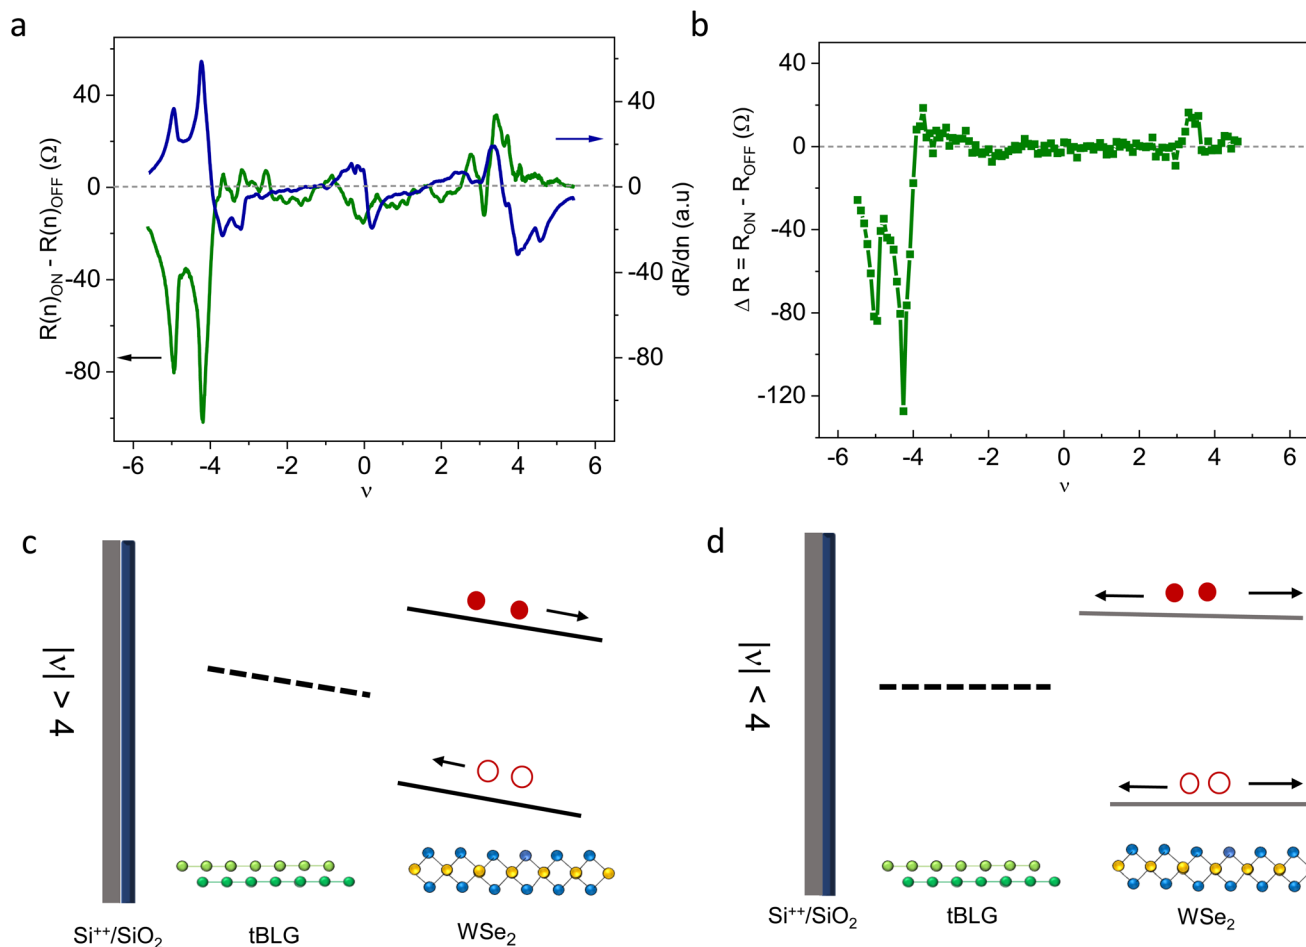 a
R(n)ON - R(n)OFF (Ω)
40
0
-40
-80
40
0
-40
-80
dR/dn (a.u)
-6 -4 -2 0 2 4 6
ν
b
Δ R = RON - ROFF (Ω)
40
0
-40
-80
-120
-6 -4 -2 0 2 4 6
ν
c
|ν| > 4
Si++/SiO2
tBLG
WSe2
d
|ν| < 4
Si++/SiO2
tBLG
WSe2